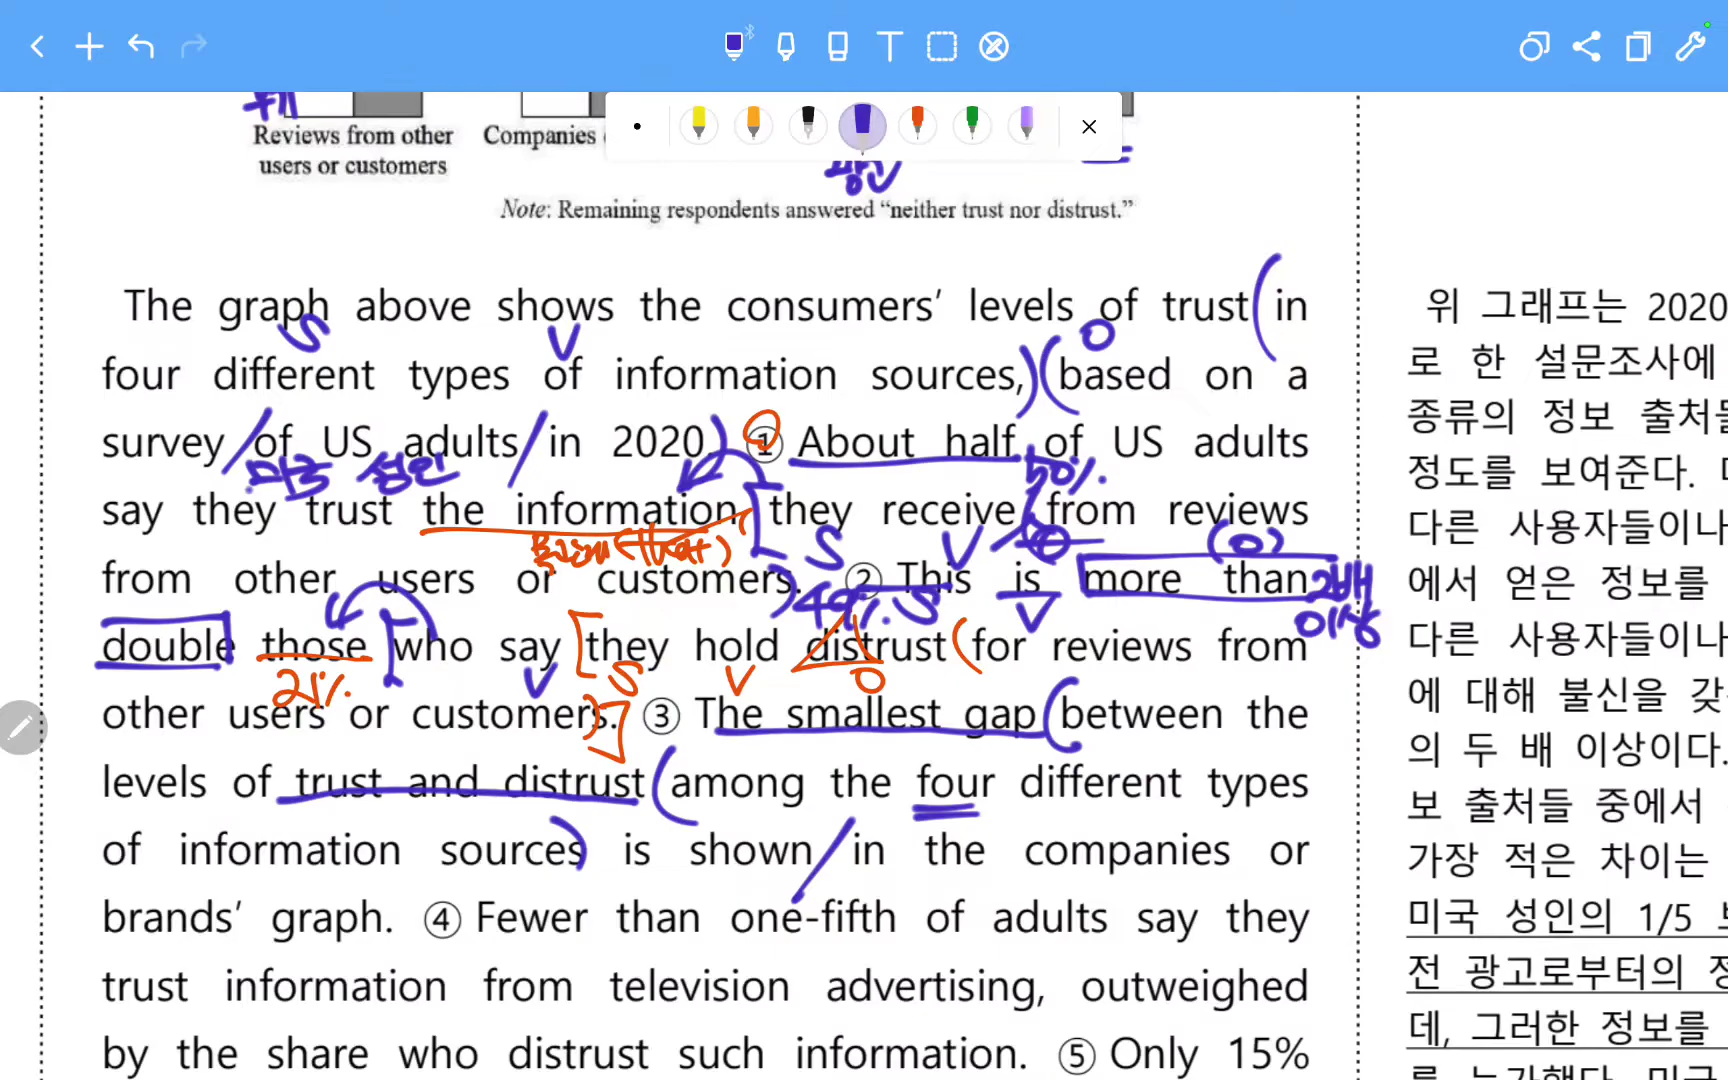 Reviews from other
users or customers
Companies
Note: Remaining respondents answered “neither trust nor distrust.”
The graph above shows the consumers’ levels of trust in
S V O
four different types of information sources, based on a
survey of US adults in 2020. ① About half of US adults
미국 성인 50%.
say they trust the information they receive from reviews
S V (O)
from other users or customers. ② This is more than
2배
이상
49%. S V
double those who say they hold distrust for reviews from
21%. V S V O
other users or customers. ③ The smallest gap between the
levels of trust and distrust among the four different types
of information sources is shown in the companies or
brands’ graph. ④ Fewer than one-fifth of adults say they
trust information from television advertising, outweighed
by the share who distrust such information. ⑤ Only 15%
위 그래프는 2020
로 한 설문조사에
종류의 정보 출처들
정도를 보여준다.
다른 사용자들이나
에서 얻은 정보를
다른 사용자들이나
에 대해 불신을 갖
의 두 배 이상이다.
보 출처들 중에서
가장 적은 차이는
미국 성인의 1/5
전 광고로부터의
데, 그러한 정보를